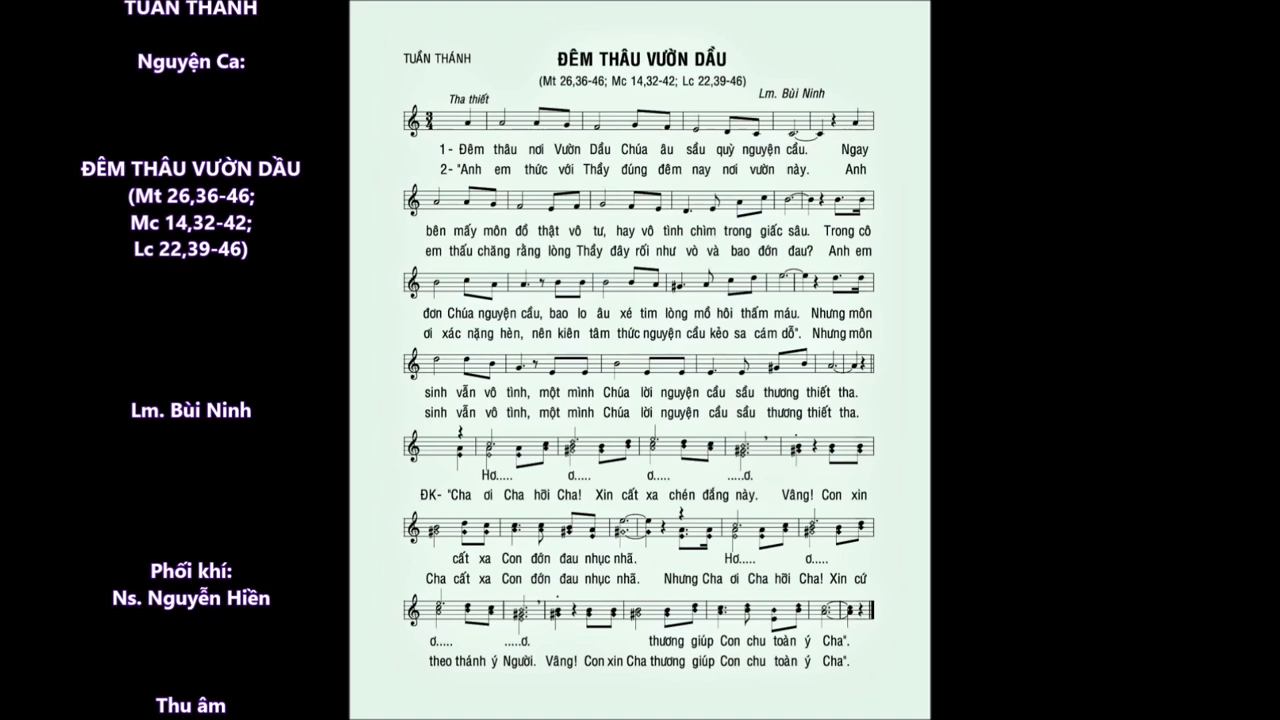 TUẦN THÁNH
Nguyện Ca:
ĐÊM THÂU VƯỜN DẦU
(Mt 26,36-46;
Mc 14,32-42;
Lc 22,39-46)
Lm. Bùi Ninh
Phối khí:
Ns. Nguyễn Hiền
Thu âm
TUẦN THÁNH
ĐÊM THÂU VƯỜN DẦU
(Mt 26,36-46; Mc 14,32-42; Lc 22,39-46)
Lm. Bùi Ninh
Tha thiết
1- Đêm thâu nơi Vườn Dầu Chúa âu sầu quỳ nguyện cầu. Ngay
2- "Anh em thức với Thầy đúng đêm nay nơi vườn này. Anh
bên mấy môn đồ thật vô tư, hay vô tình chìm trong giấc sâu. Trong cô
em thấu chăng rằng lòng Thầy đây rối như vò và bao đớn đau? Anh em
đơn Chúa nguyện cầu, bao lo âu xé tim lòng mồ hôi thấm máu. Nhưng môn
ơi xác nặng hèn, nên kiên tâm thức nguyện cầu kẻo sa cám dỗ". Nhưng môn
sinh vẫn vô tình, một mình Chúa lời nguyện cầu sầu thương thiết tha.
sinh vẫn vô tình, một mình Chúa lời nguyện cầu sầu thương thiết tha.
Hơ..... ơ..... ơ..... .....ơ.
ĐK- "Cha ơi Cha hỡi Cha! Xin cất xa chén đắng này. Vâng! Con xin
cất xa Con đớn đau nhục nhã. Hơ..... ơ.....
Cha cất xa Con đớn đau nhục nhã. Nhưng Cha ơi Cha hỡi Cha! Xin cứ
ơ..... .....ơ. thương giúp Con chu toàn ý Cha".
theo thánh ý Người. Vâng! Con xin Cha thương giúp Con chu toàn ý Cha".